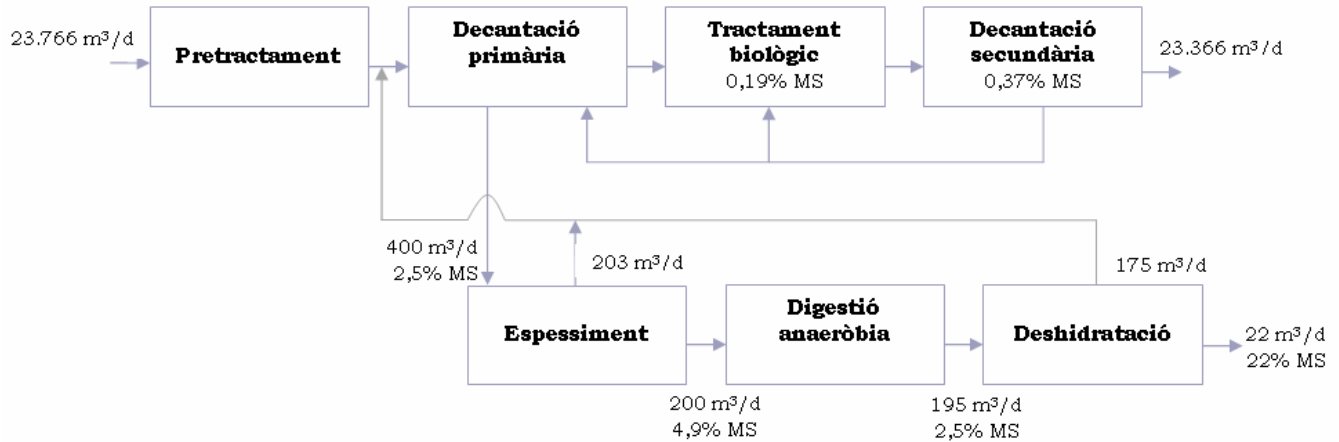 23.766 m³/d
Pretractament
Decantació
primària
Tractament
biològic
0,19% MS
Decantació
secundària
0,37% MS
23.366 m³/d
400 m³/d
2,5% MS
203 m³/d
175 m³/d
Espessiment
Digestió
anaeròbia
Deshidratació
22 m³/d
22% MS
200 m³/d
4,9% MS
195 m³/d
2,5% MS